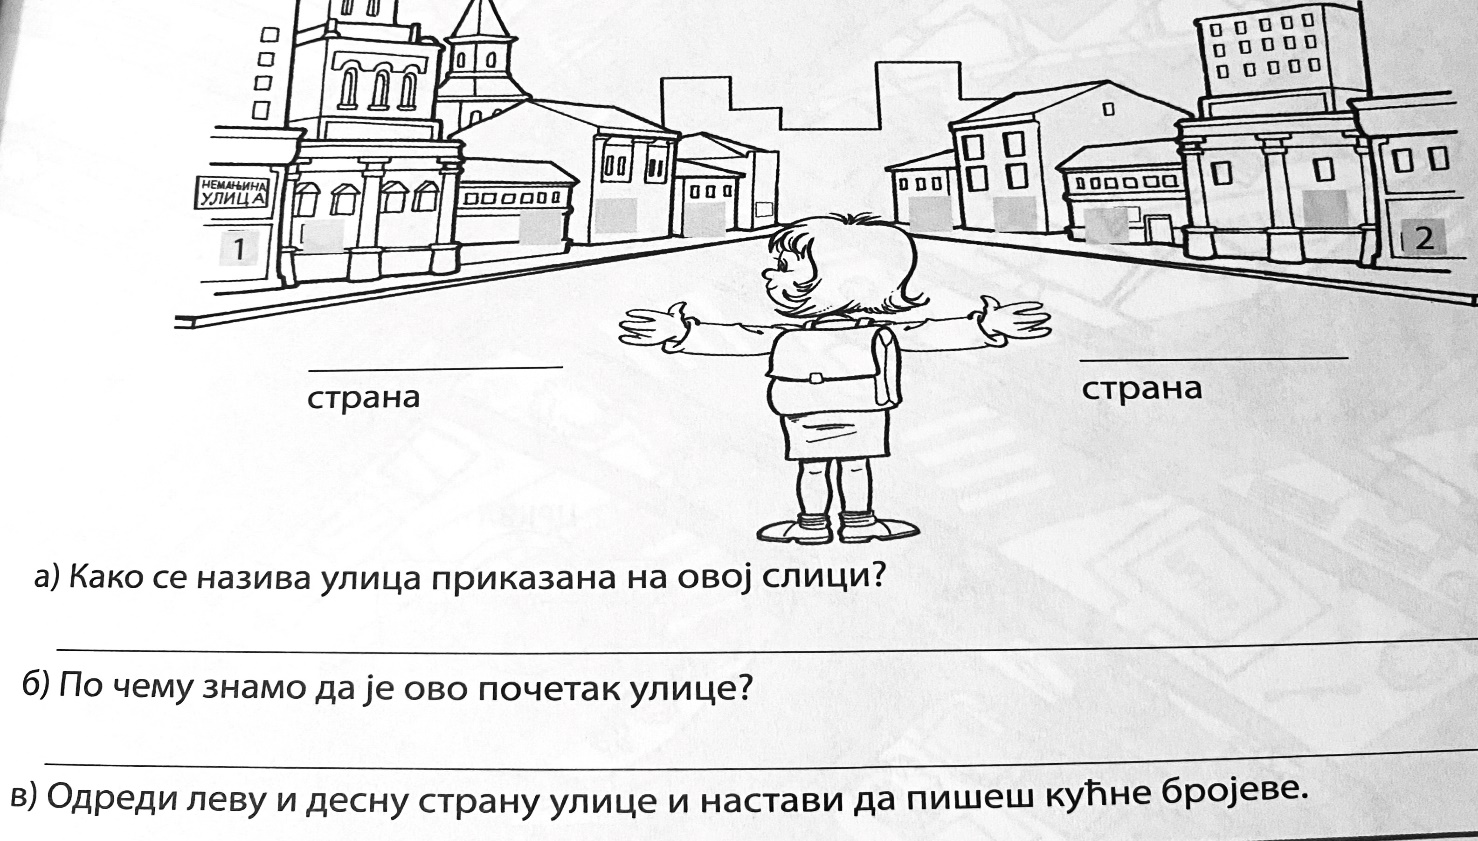 НЕМАЊИНА
УЛИЦА
1
2
страна
страна
а) Како се назива улица приказана на овој слици?
б) По чему знамо да је ово почетак улице?
в) Одреди леву и десну страну улице и настави да пишеш кућне бројеве.